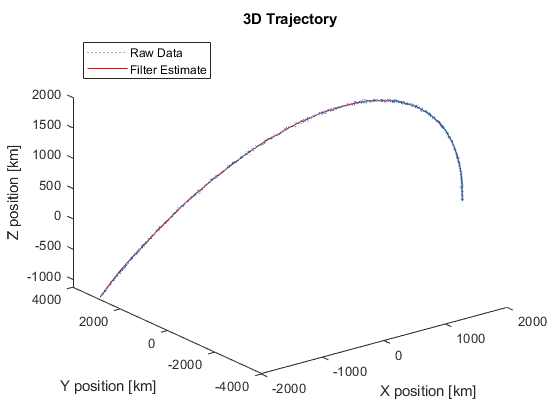 3D Trajectory
Raw Data
Filter Estimate
2000
1500
1000
500
0
-500
-1000
Z position [km]
4000
2000
0
-2000
-4000
Y position [km]
-2000
-1000
0
1000
2000
X position [km]